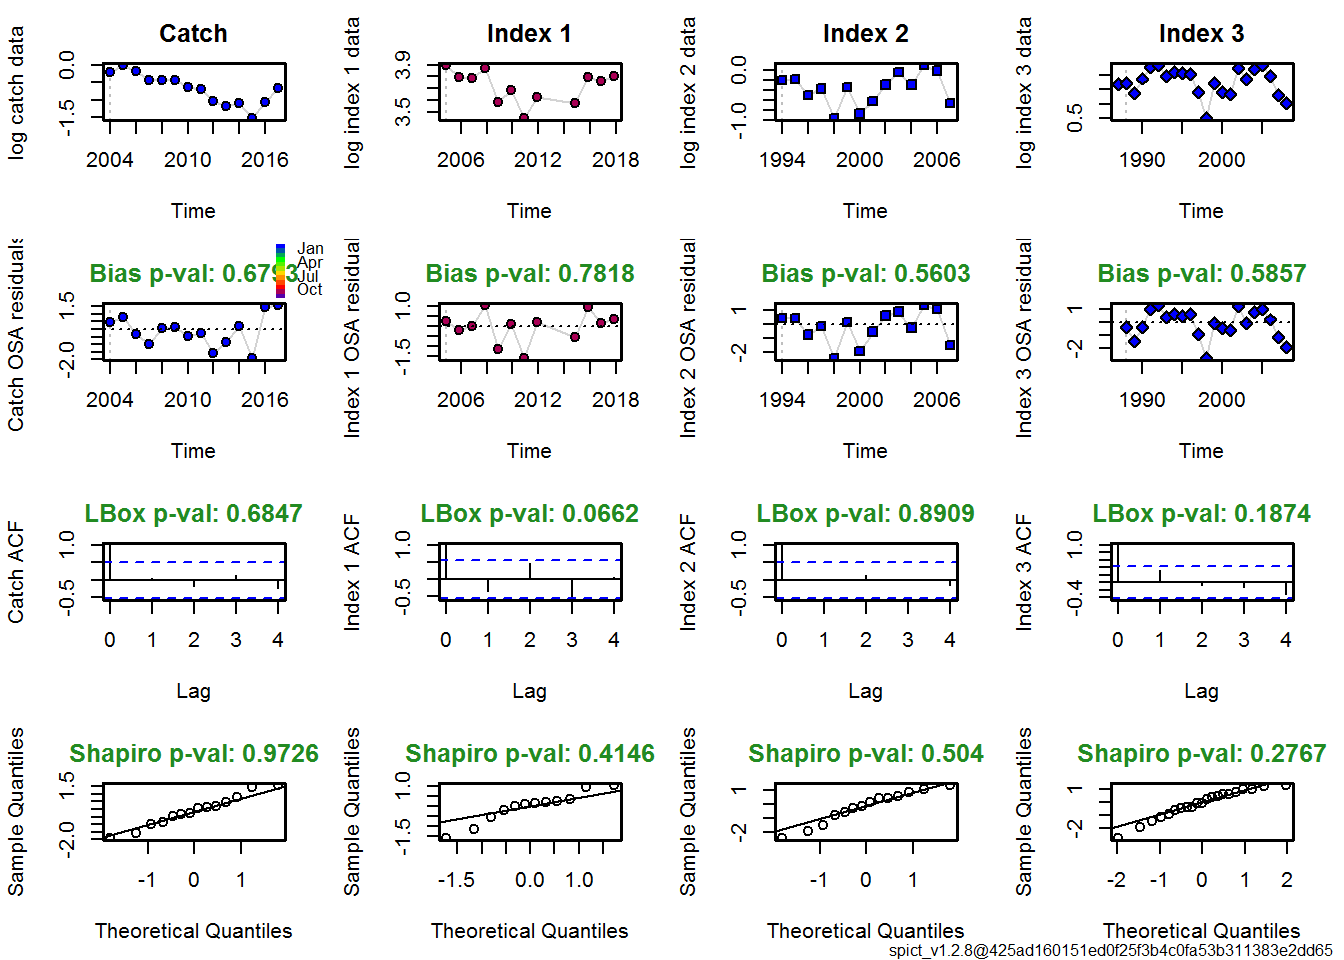 Catch
Index 1
Index 2
Index 3
log catch data
0.0
-1.5
2004
2010
2016
Time
log index 1 data
3.9
3.5
2006
2012
2018
Time
log index 2 data
0.0
-1.0
1994
2000
2006
Time
log index 3 data
0.5
1990
2000
Time
Bias p-val: 0.6793
Jan
Apr
Jul
Oct
Catch OSA residuals
1.5
-2.0
2004
2010
2016
Time
Bias p-val: 0.7818
Index 1 OSA residual
1.0
-1.5
2006
2012
2018
Time
Bias p-val: 0.5603
Index 2 OSA residual
1
-2
1994
2000
2006
Time
Bias p-val: 0.5857
Index 3 OSA residual
1
-2
1990
2000
Time
LBox p-val: 0.6847
Catch ACF
1.0
-0.5
0 1 2 3 4
Lag
LBox p-val: 0.0662
Index 1 ACF
1.0
-0.5
0 1 2 3 4
Lag
LBox p-val: 0.8909
Index 2 ACF
1.0
-0.5
0 1 2 3 4
Lag
LBox p-val: 0.1874
Index 3 ACF
1.0
-0.4
0 1 2 3 4
Lag
Shapiro p-val: 0.9726
Sample Quantiles
1.5
-2.0
-1 0 1
Theoretical Quantiles
Shapiro p-val: 0.4146
Sample Quantiles
1.0
-1.5
-1.5 0.0 1.0
Theoretical Quantiles
Shapiro p-val: 0.504
Sample Quantiles
1
-2
-1 0 1
Theoretical Quantiles
Shapiro p-val: 0.2767
Sample Quantiles
1
-2
-2 -1 0 1 2
Theoretical Quantiles
spict_v1.2.8@425ad160151ed0f25f3b4c0fa53b311383e2dd65